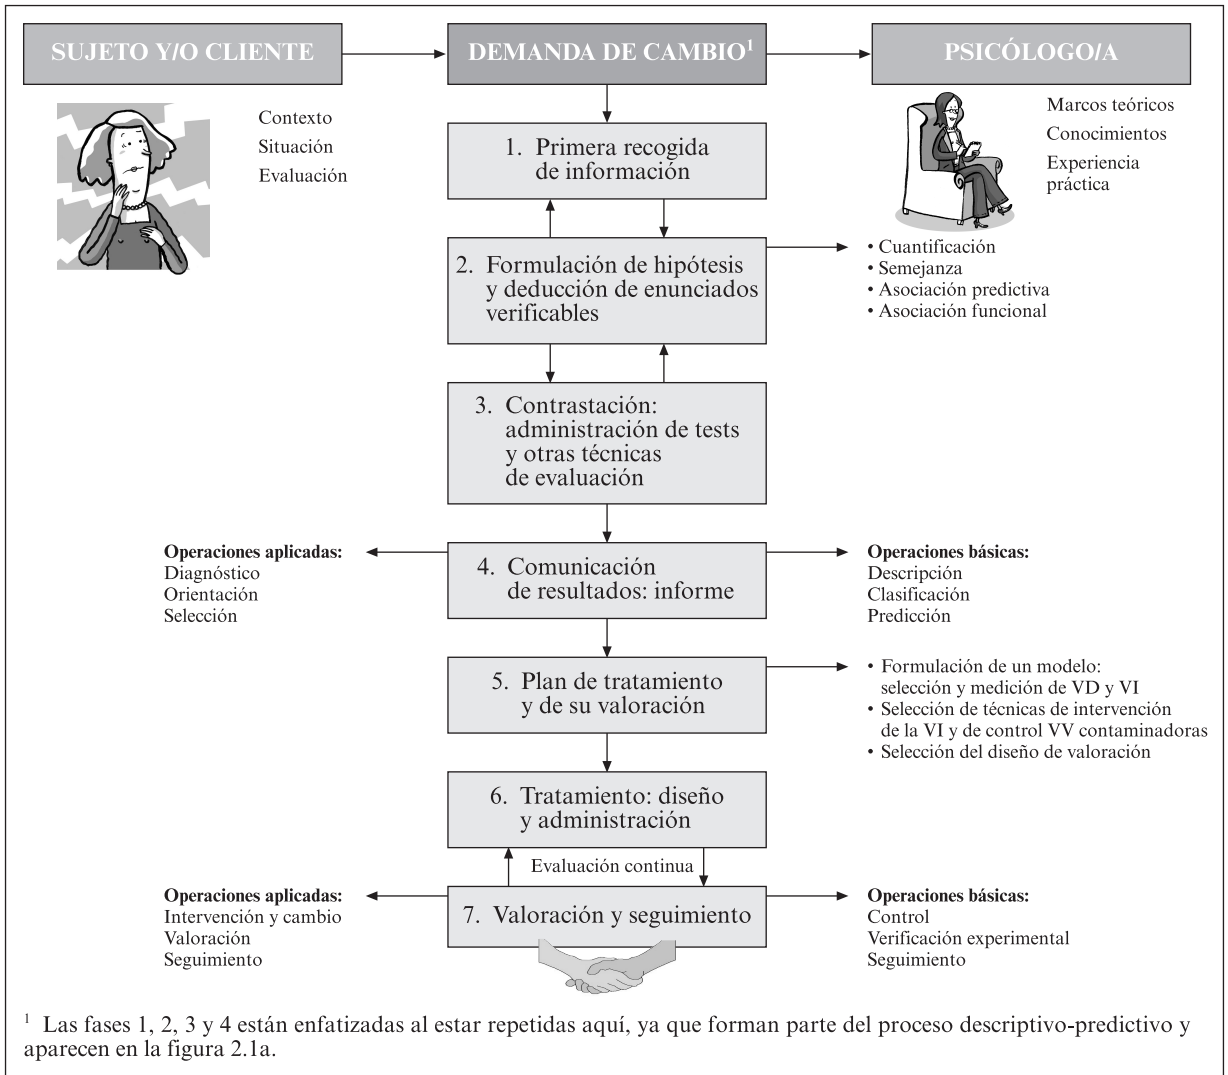 SUJETO Y/O CLIENTE
DEMANDA DE CAMBIO¹
PSICÓLOGO/A
Contexto
Situación
Evaluación
Marcos teóricos
Conocimientos
Experiencia
práctica
1. Primera recogida
de información
2. Formulación de hipótesis
y deducción de enunciados
verificables
• Cuantificación
• Semejanza
• Asociación predictiva
• Asociación funcional
3. Contrastación:
administración de tests
y otras técnicas
de evaluación
Operaciones aplicadas:
Diagnóstico
Orientación
Selección
4. Comunicación
de resultados: informe
Operaciones básicas:
Descripción
Clasificación
Predicción
5. Plan de tratamiento
y de su valoración
• Formulación de un modelo:
selección y medición de VD y VI
• Selección de técnicas de intervención
de la VI y de control VV contaminadoras
• Selección del diseño de valoración
6. Tratamiento: diseño
y administración
Evaluación continua
Operaciones aplicadas:
Intervención y cambio
Valoración
Seguimiento
7. Valoración y seguimiento
Operaciones básicas:
Control
Verificación experimental
Seguimiento
¹ Las fases 1, 2, 3 y 4 están enfatizadas al estar repetidas aquí, ya que forman parte del proceso descriptivo-predictivo y
aparecen en la figura 2.1a.